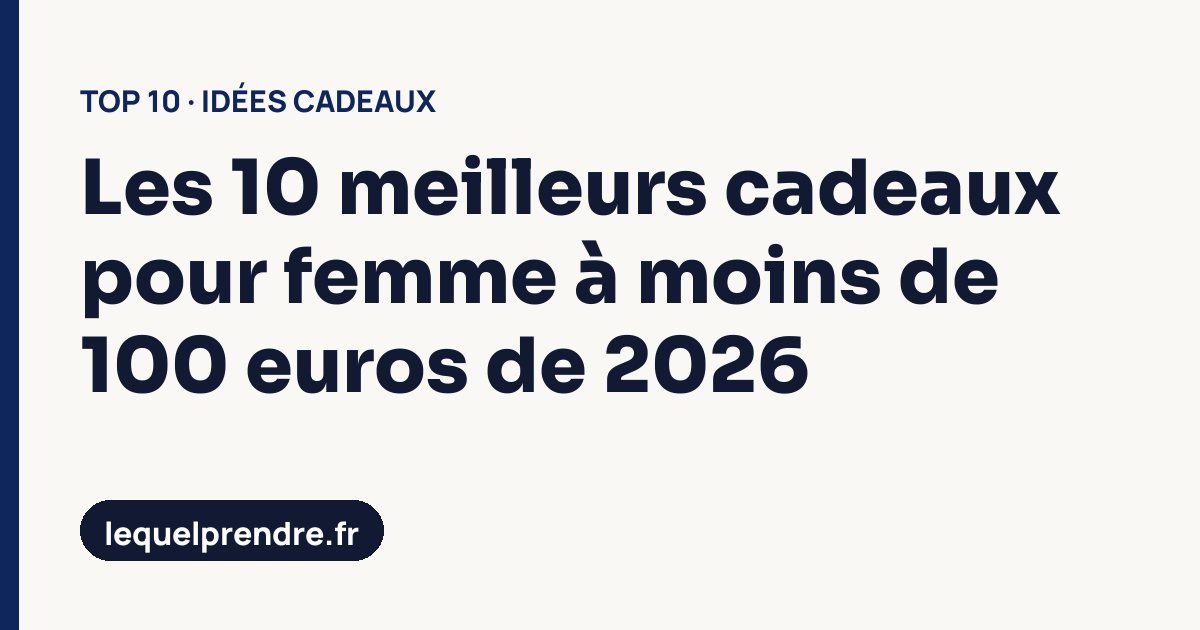 TOP 10 · IDÉES CADEAUX
Les 10 meilleurs cadeaux
pour femme à moins de
100 euros de 2026
lequelprendre.fr